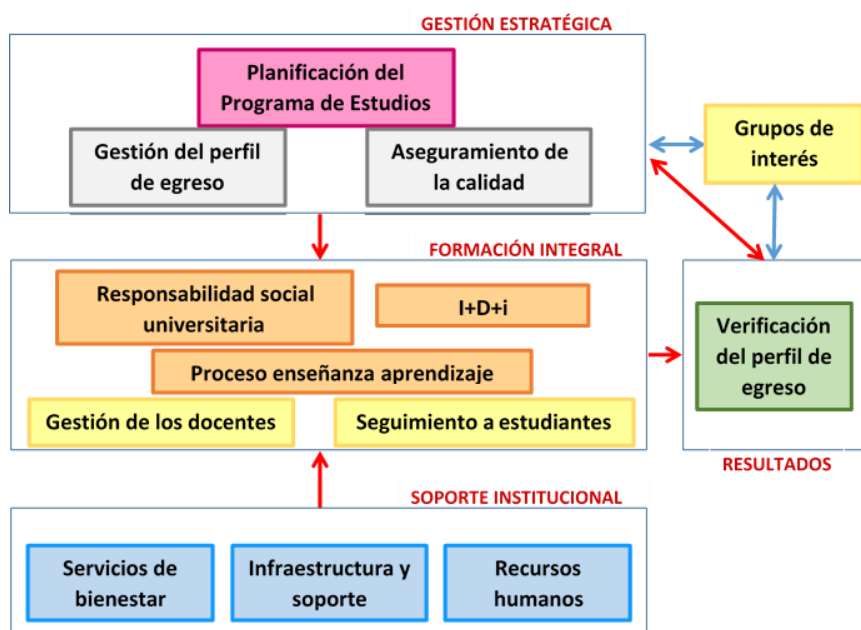 GESTIÓN ESTRATÉGICA
Planificación del
Programa de Estudios
Gestión del perfil
de egreso
Aseguramiento de
la calidad
Grupos de
interés
FORMACIÓN INTEGRAL
Responsabilidad social
universitaria
I+D+i
Proceso enseñanza aprendizaje
Gestión de los docentes
Seguimiento a estudiantes
Verificación
del perfil de
egreso
RESULTADOS
SOPORTE INSTITUCIONAL
Servicios de
bienestar
Infraestructura y
soporte
Recursos
humanos